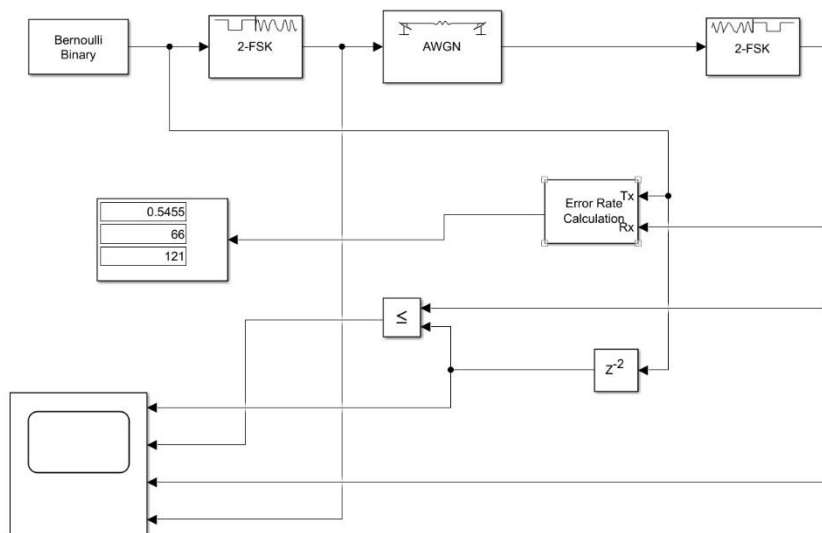 Bernoulli
Binary
2-FSK
AWGN
2-FSK
Tx
Error Rate
Calculation
Rx
0.5455
66
121
≤
Z-2